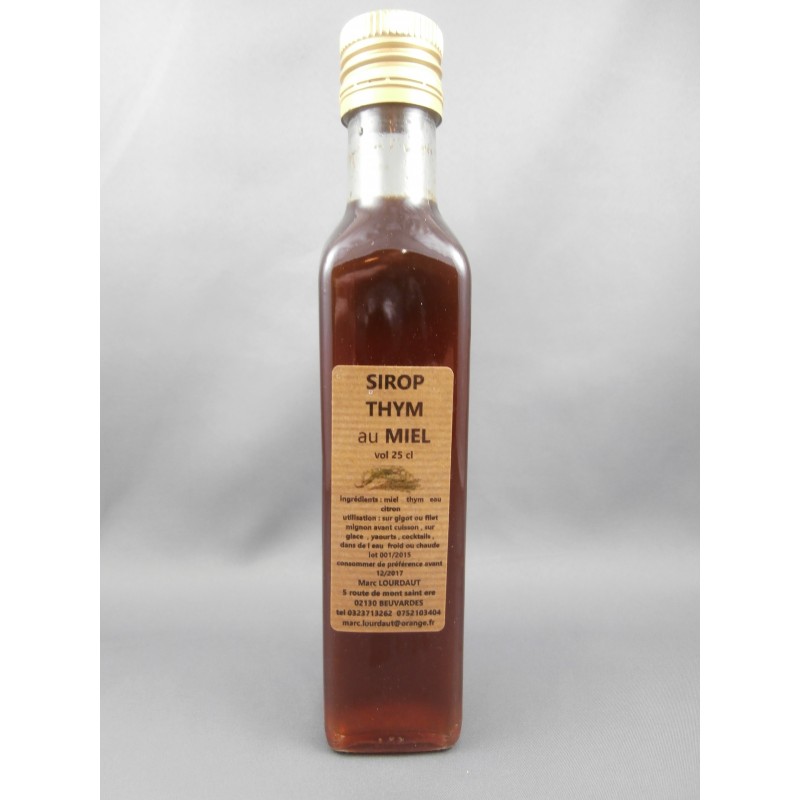 SIROP
THYM
au MIEL
vol 25 cl
ingrédients : miel thym eau
citron
utilisation : sur gigot ou filet
mignon avant cuisson , sur
glace , yaourts , cocktails ,
dans de l eau froid ou chaude
lot 001/2015
consommer de préférence avant
12/2017
Marc LOURDAUT
5 route de mont saint ere
02130 BEUVARDES
tel 0323713262 0752103404
marc.lourdaut@orange.fr